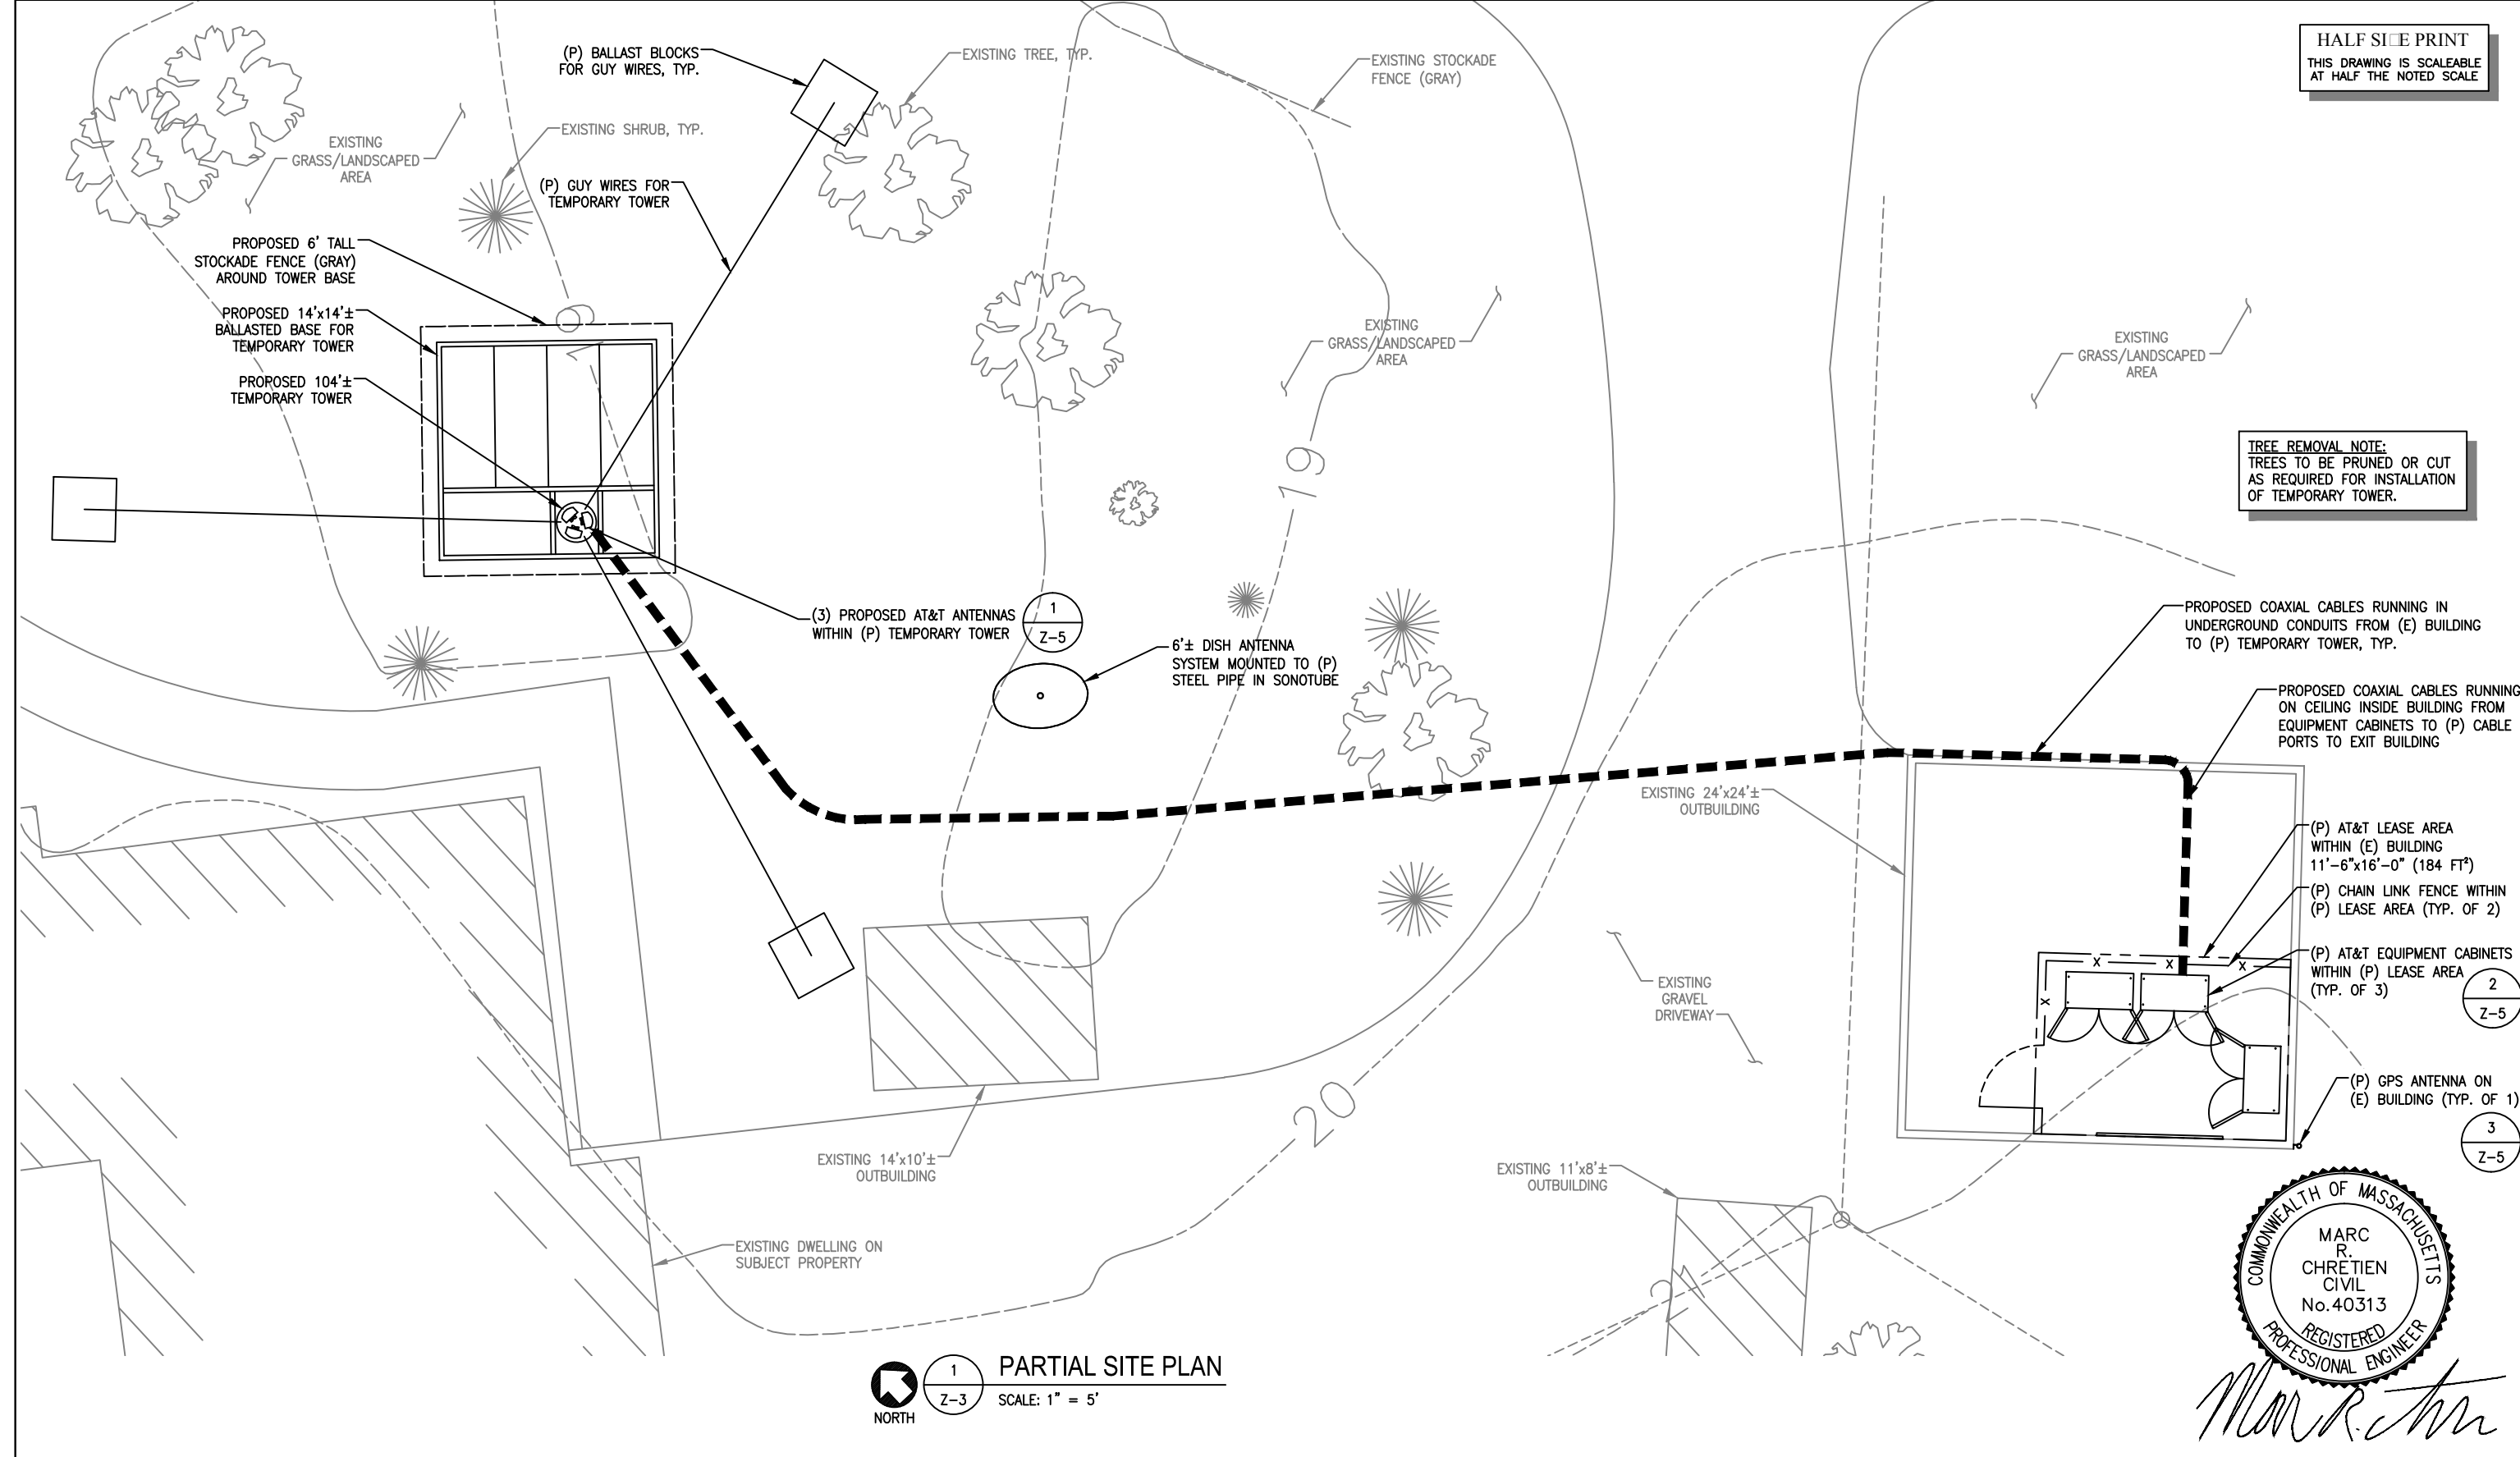 HALF SI□E PRINT
THIS DRAWING IS SCALEABLE
AT HALF THE NOTED SCALE
(P) BALLAST BLOCKS
FOR GUY WIRES, TYP.
EXISTING TREE, TYP.
EXISTING STOCKADE
FENCE (GRAY)
EXISTING SHRUB, TYP.
EXISTING
GRASS/LANDSCAPED
AREA
(P) GUY WIRES FOR
TEMPORARY TOWER
PROPOSED 6' TALL
STOCKADE FENCE (GRAY)
AROUND TOWER BASE
PROPOSED 14'x14'±
BALLASTED BASE FOR
TEMPORARY TOWER
PROPOSED 104'±
TEMPORARY TOWER
19
EXISTING
GRASS/LANDSCAPED
AREA
EXISTING
GRASS/LANDSCAPED
AREA
19
TREE REMOVAL NOTE:
TREES TO BE PRUNED OR CUT
AS REQUIRED FOR INSTALLATION
OF TEMPORARY TOWER.
(3) PROPOSED AT&T ANTENNAS
WITHIN (P) TEMPORARY TOWER
1
Z-5
6'± DISH ANTENNA
SYSTEM MOUNTED TO (P)
STEEL PIPE IN SONOTUBE
PROPOSED COAXIAL CABLES RUNNING IN
UNDERGROUND CONDUITS FROM (E) BUILDING
TO (P) TEMPORARY TOWER, TYP.
PROPOSED COAXIAL CABLES RUNNING
ON CEILING INSIDE BUILDING FROM
EQUIPMENT CABINETS TO (P) CABLE
PORTS TO EXIT BUILDING
EXISTING 24'x24'±
OUTBUILDING
(P) AT&T LEASE AREA
WITHIN (E) BUILDING
11'-6"x16'-0" (184 FT²)
(P) CHAIN LINK FENCE WITHIN
(P) LEASE AREA (TYP. OF 2)
(P) AT&T EQUIPMENT CABINETS
WITHIN (P) LEASE AREA
(TYP. OF 3)
2
Z-5
X X X
X
EXISTING
GRAVEL
DRIVEWAY
(P) GPS ANTENNA ON
(E) BUILDING (TYP. OF 1)
3
Z-5
20
EXISTING 14'x10'±
OUTBUILDING
EXISTING 11'x8'±
OUTBUILDING
EXISTING DWELLING ON
SUBJECT PROPERTY
21
COMMONWEALTH OF MASSACHUSETTS
MARC
R.
CHRETIEN
CIVIL
No.40313
REGISTERED
PROFESSIONAL ENGINEER
NORTH
1
Z-3
PARTIAL SITE PLAN
SCALE: 1" = 5'